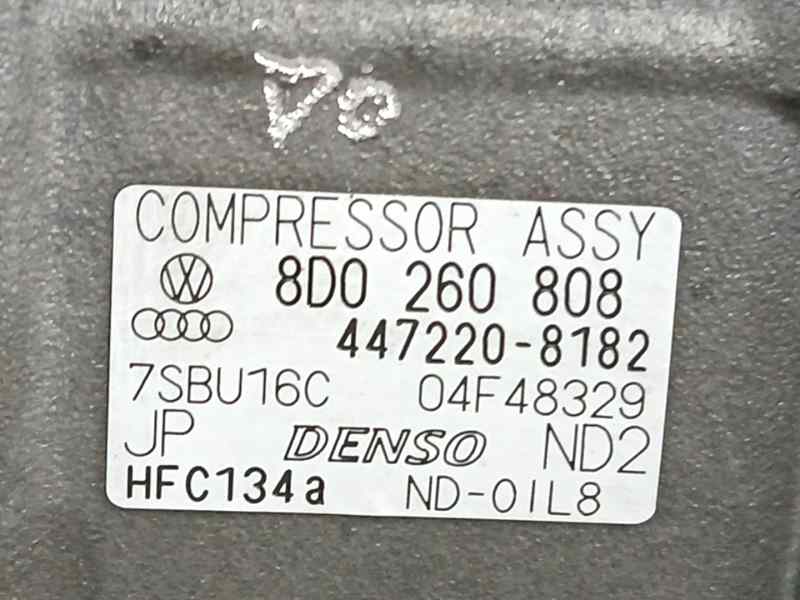 COMPRESSOR ASSY
8D0 260 808
447220-8182
7SBU16C 04F48329
JP DENSO ND2
HFC134a ND-OIL8